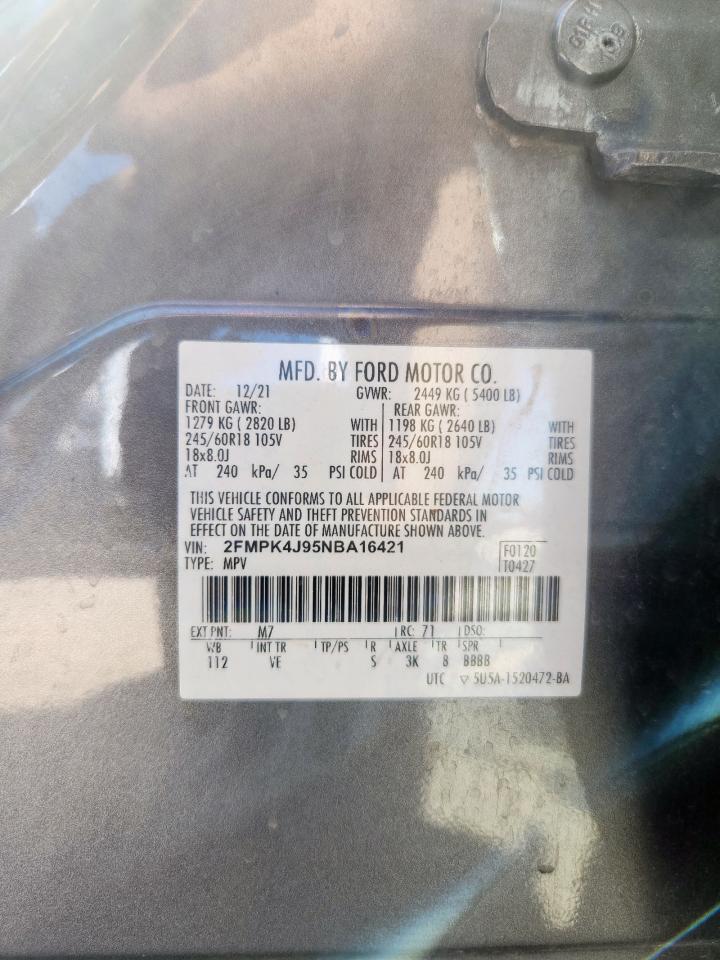 MFD. BY FORD MOTOR CO.
DATE: 12/21 GVWR: 2449 KG ( 5400 LB)
FRONT GAWR: REAR GAWR:
1279 KG ( 2820 LB) WITH 1198 KG ( 2640 LB) WITH
245/60R18 105V TIRES 245/60R18 105V TIRES
18x8.0J RIMS 18x8.0J RIMS
AT 240 kPa/ 35 PSI COLD AT 240 kPa/ 35 PSI COLD
THIS VEHICLE CONFORMS TO ALL APPLICABLE FEDERAL MOTOR
VEHICLE SAFETY AND THEFT PREVENTION STANDARDS IN
EFFECT ON THE DATE OF MANUFACTURE SHOWN ABOVE.
VIN: 2FMPK4J95NBA16421 F0120
TYPE: MPV T0427
EXT PNT: M7 RC: 71 DSO:
WB INT TR TP/PS R AXLE TR SPR
112 VE S 3K 8 BBBB
UTC ▽ 5U5A-1520472-BA